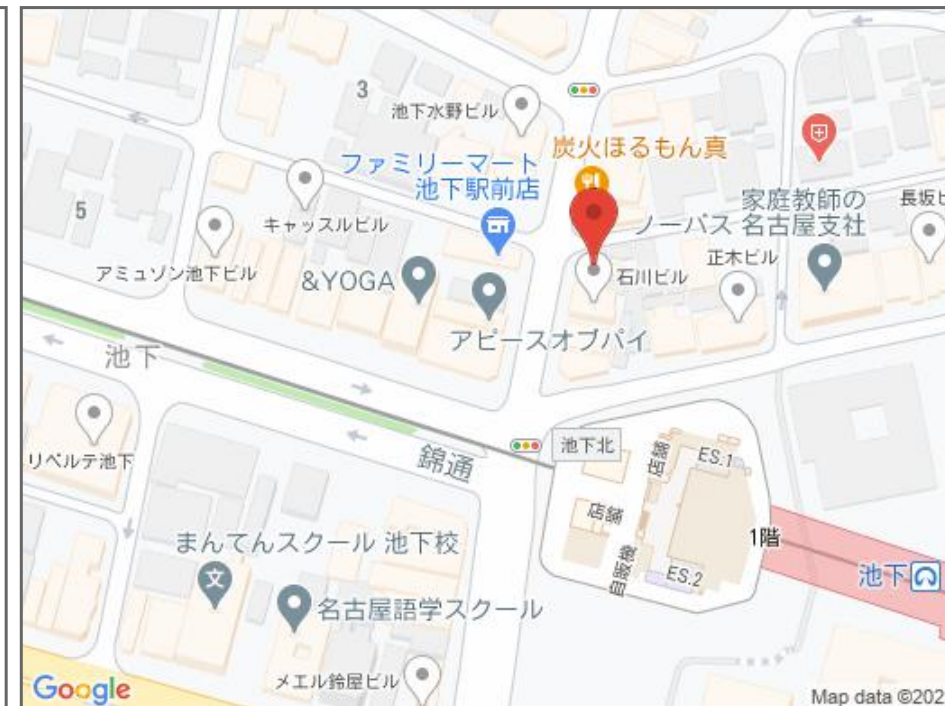 3
池下水野ビル
炭火ほるもん真
ファミリーマート
池下駅前店
家庭教師の
ノーバス 名古屋支社
5
キャッスルビル
アミュゾン池下ビル
&YOGA
石川ビル
正木ビル
アピースオブパイ
池下
リベルテ池下
錦通
池下北
店舗
ES.1
店舗
自販機
ES.2
1階
池下
まんてんスクール 池下校
文
名古屋語学スクール
メエル鈴屋ビル
Google
Map data ©202